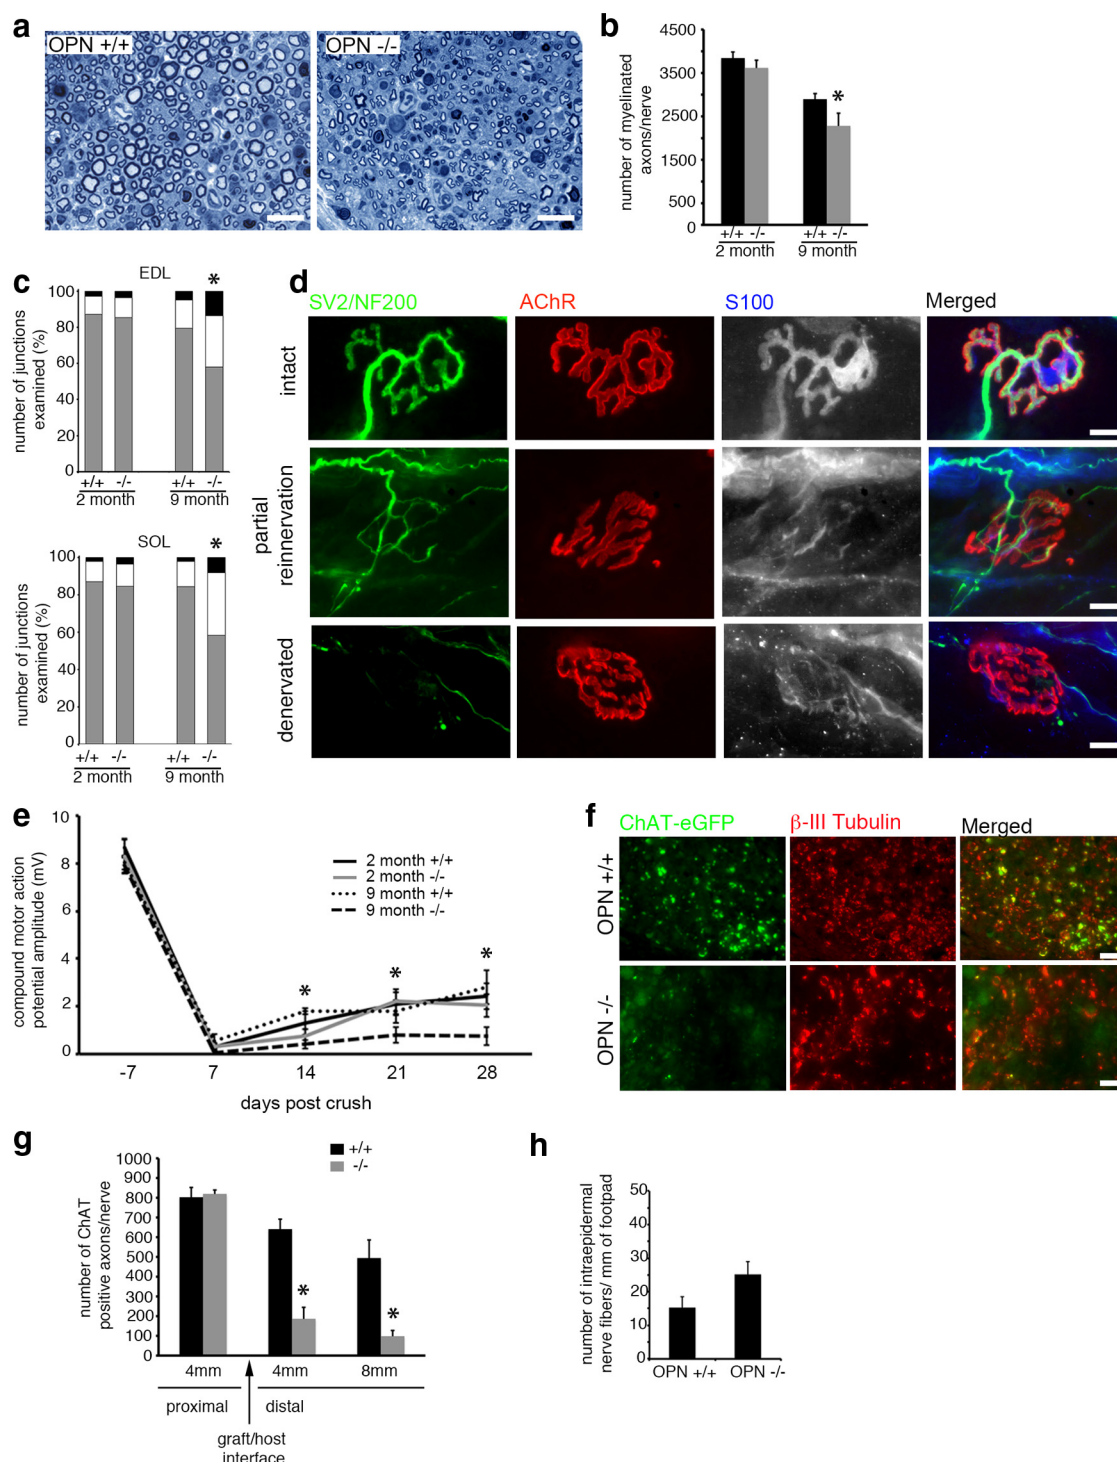 a
OPN +/+
OPN -/-
b
number of myelinated
axons/nerve
4500
3500
2500
1500
500
0
+/+ -/- +/+ -/-
2 month 9 month
*
c
EDL
*
number of junctions
examined (%)
100
80
60
40
20
0
+/+ -/- +/+ -/-
2 month 9 month
SOL
*
number of junctions
examined (%)
100
80
60
40
20
0
+/+ -/- +/+ -/-
2 month 9 month
d
SV2/NF200 AChR S100 Merged
intact
partial
reinnervation
denervated
e
compound motor action
potential amplitude (mV)
10
8
6
4
2
0
2 month +/+
2 month -/-
9 month +/+
9 month -/-
* * *
-7 7 14 21 28
days post crush
f
ChAT-eGFP β-III Tubulin Merged
OPN +/+
OPN -/-
g
+/+
-/-
number of ChAT
positive axons/nerve
1000
900
800
700
600
500
400
300
200
100
0
* *
4mm 4mm 8mm
proximal distal
graft/host
interface
h
number of intraepidermal
nerve fibers/ mm of footpad
50
40
30
20
10
0
OPN +/+ OPN -/-